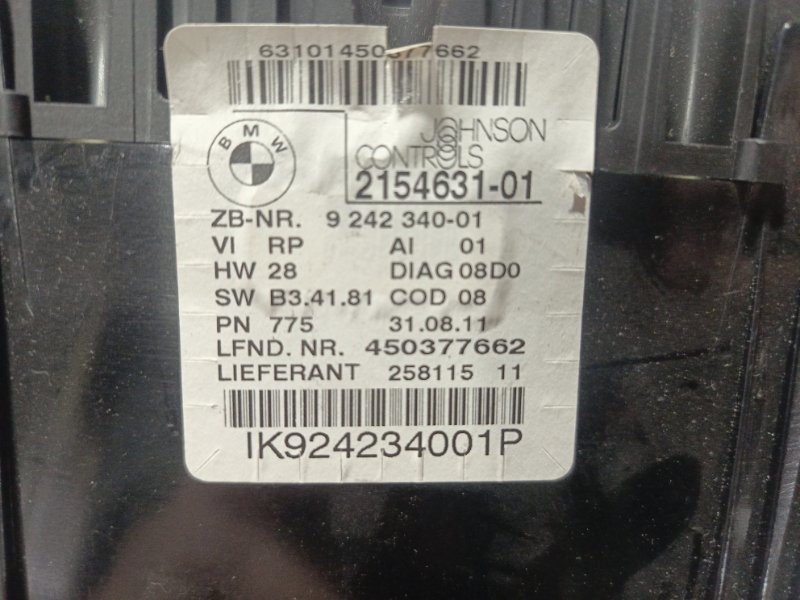 63101450377662
BMW
JOHNSON
CONTROLS
2154631-01
ZB-NR. 9 242 340-01
VI RP AI 01
HW 28 DIAG 08D0
SW B3.41.81 COD 08
PN 775 31.08.11
LFND. NR. 450377662
LIEFERANT 258115 11
IK924234001P